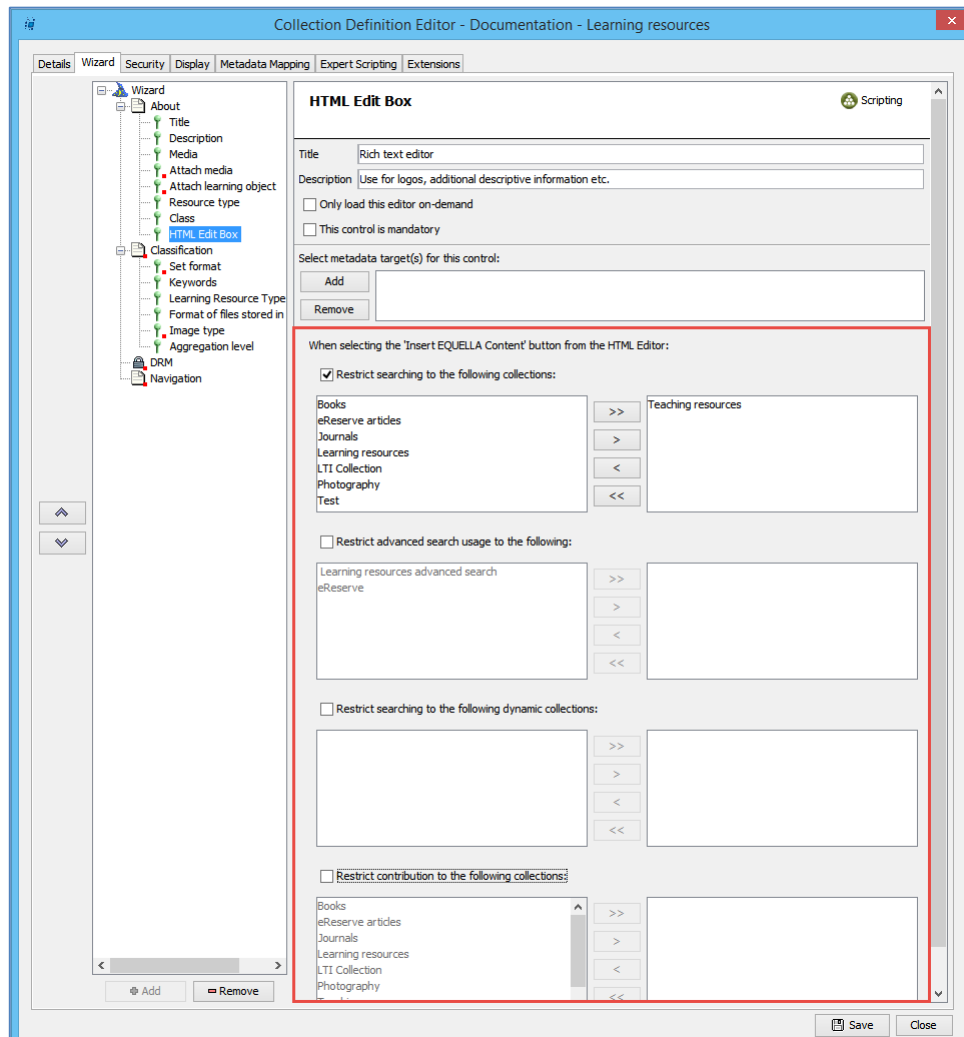 Collection Definition Editor - Documentation - Learning resources
Details Wizard Security Display Metadata Mapping Expert Scripting Extensions
Wizard
About
Title
Description
Media
Attach media
Attach learning object
Resource type
Class
HTML Edit Box
Classification
Set format
Keywords
Learning Resource Type
Format of files stored in
Image type
Aggregation level
DRM
Navigation
Add Remove
HTML Edit Box
Scripting
Title Rich text editor
Description Use for logos, additional descriptive information etc.
Only load this editor on-demand
This control is mandatory
Select metadata target(s) for this control:
Add
Remove
When selecting the 'Insert EQUELLA Content' button from the HTML Editor:
Restrict searching to the following collections:
Books
eReserve articles
Journals
Learning resources
LTI Collection
Photography
Test
>>
>
<
<<
Teaching resources
Restrict advanced search usage to the following:
Learning resources advanced search
eReserve
>>
>
<
<<
Restrict searching to the following dynamic collections:
>>
>
<
<<
Restrict contribution to the following collections:
Books
eReserve articles
Journals
Learning resources
LTI Collection
Photography
>>
>
<
<<
Save Close